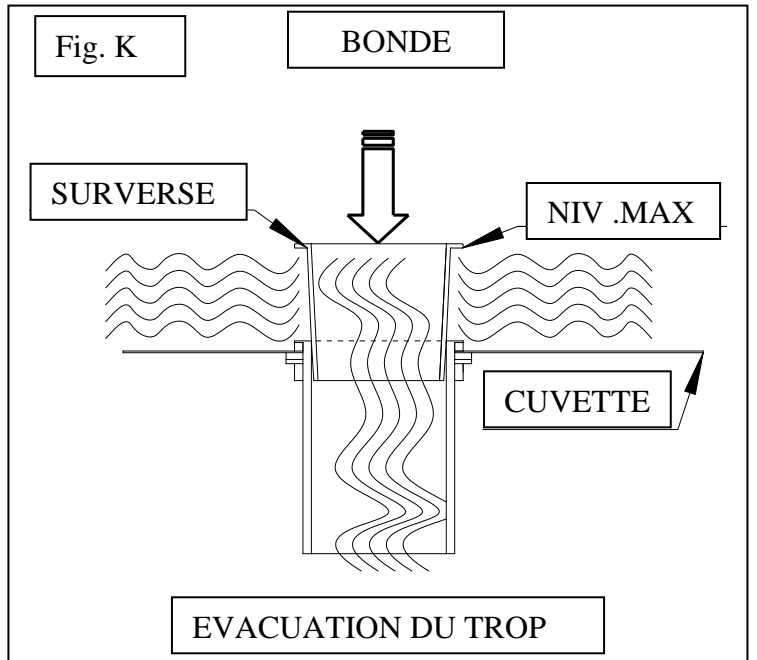 Fig. K
BONDE
SURVERSE
NIV .MAX
CUVETTE
EVACUATION DU TROP